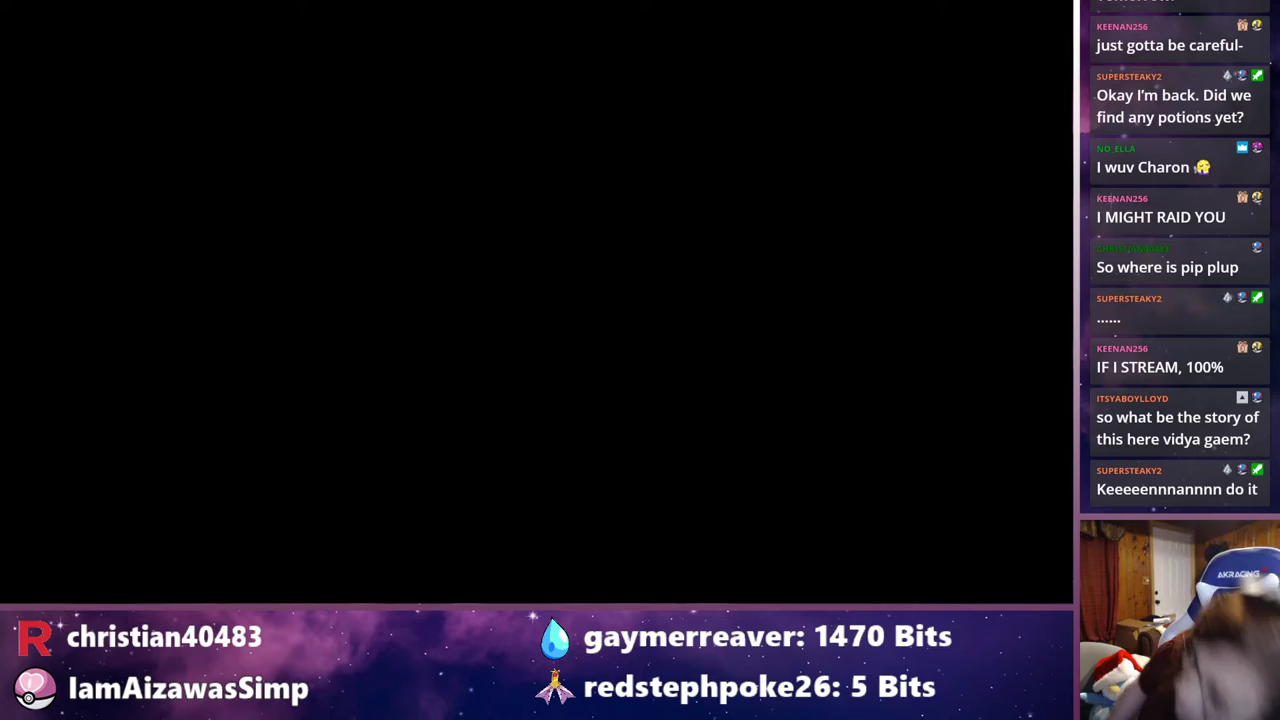 KEENAN256
just gotta be careful-
SUPERSTEAKY2
Okay I'm back. Did we
find any potions yet?
NO_ELLA
I wuv Charon
KEENAN256
I MIGHT RAID YOU
So where is pip plup
SUPERSTEAKY2
......
KEENAN256
IF I STREAM, 100%
ITSYABOYLLOYD
so what be the story of
this here vidya gaem?
SUPERSTEAKY2
Keeeeennnannnn do it
AKRACING
R christian40483
gaymerreaver: 1470 Bits
IamAizawasSimp
redstephpoke26: 5 Bits